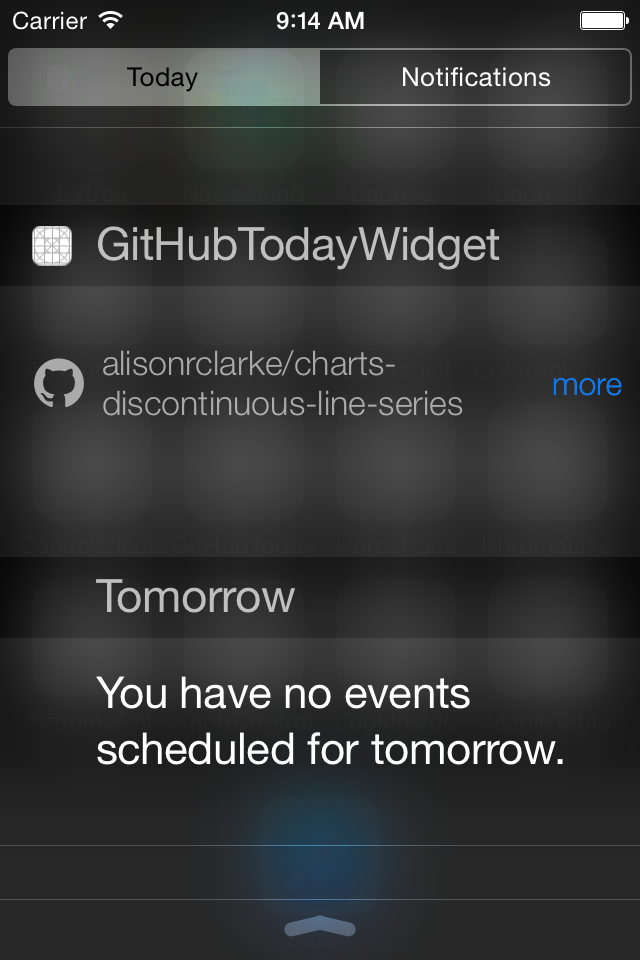 Carrier 9:14 AM
Today Notifications
GitHubTodayWidget
alisonrclarke/charts-
discontinuous-line-series
more
Tomorrow
You have no events
scheduled for tomorrow.